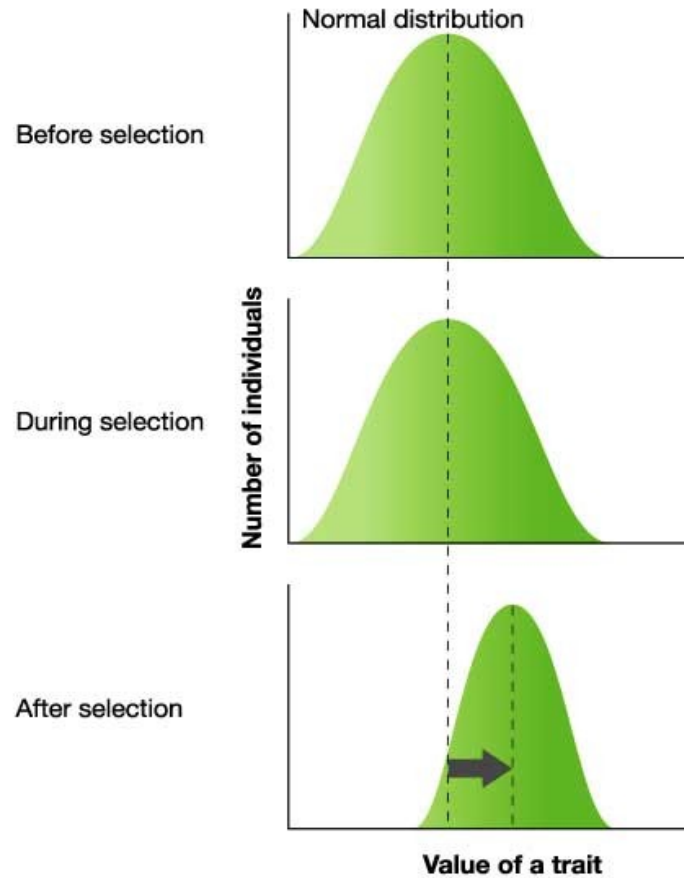 Normal distribution
Before selection
During selection
Number of individuals
After selection
Value of a trait